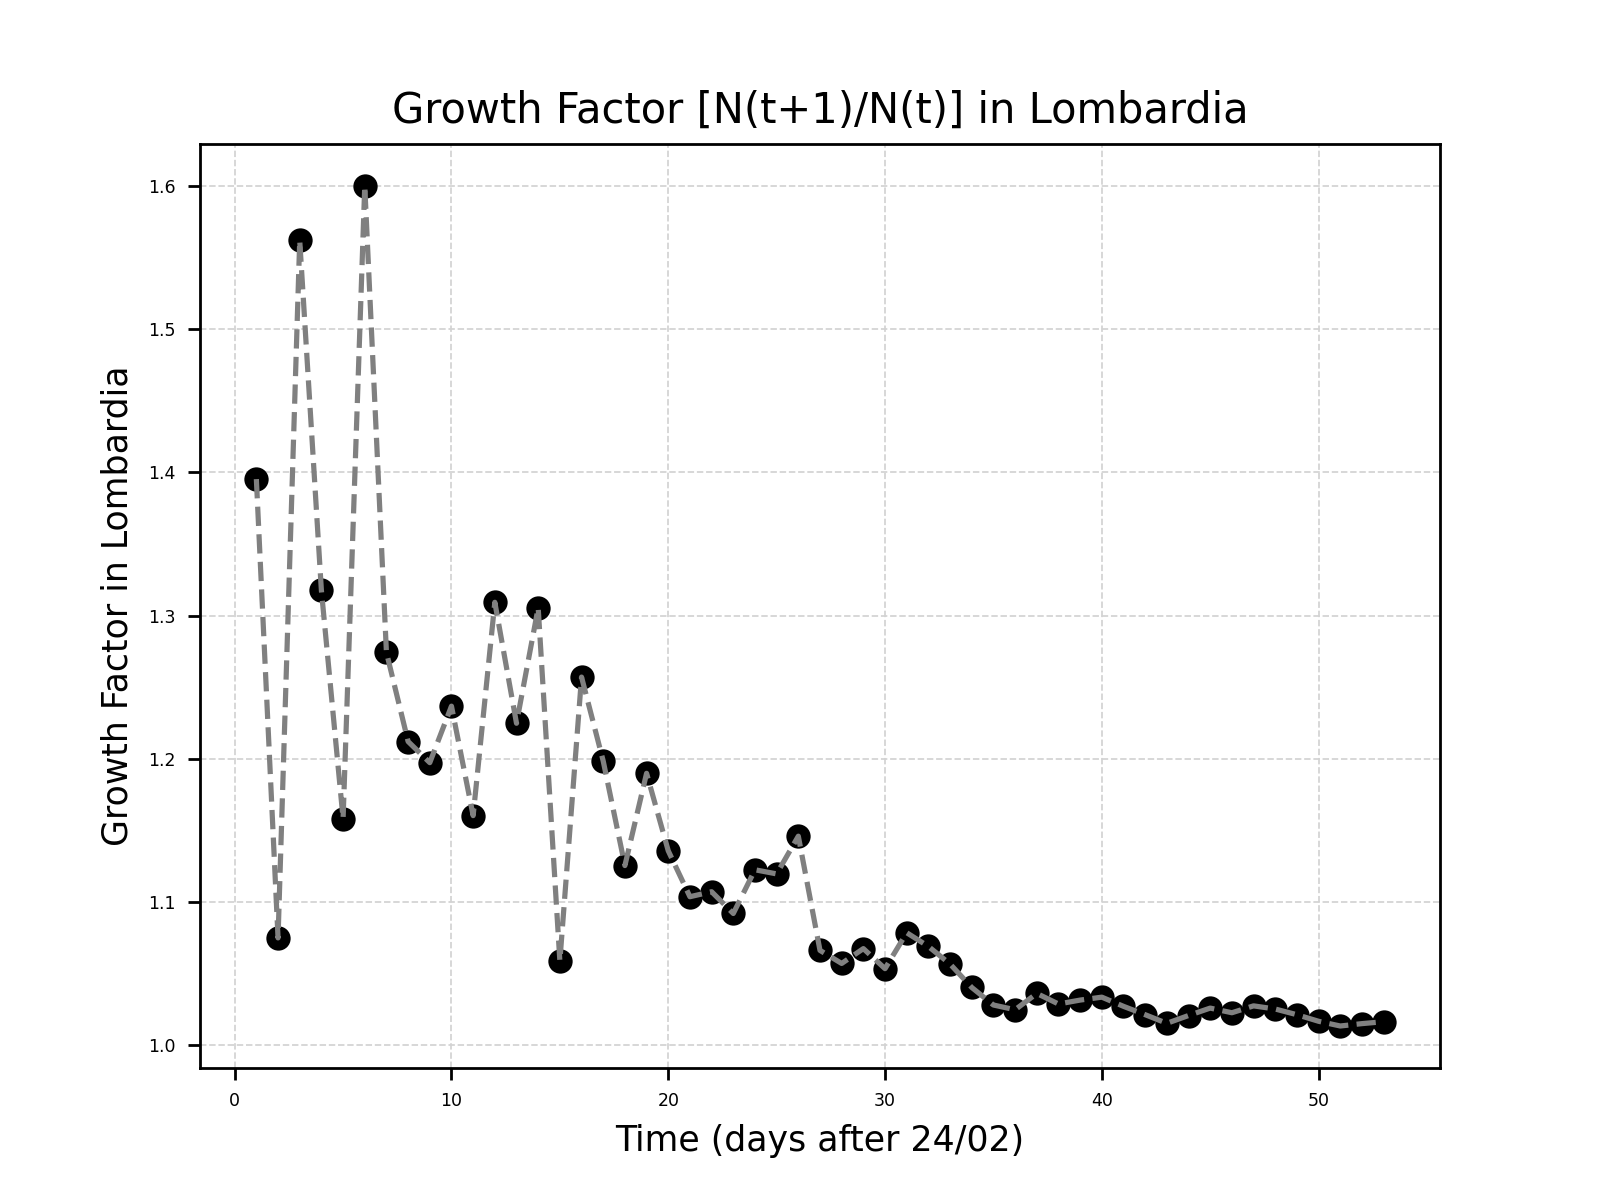 Growth Factor [N(t+1)/N(t)] in Lombardia
Growth Factor in Lombardia
1.6
1.5
1.4
1.3
1.2
1.1
1.0
0 10 20 30 40 50
Time (days after 24/02)